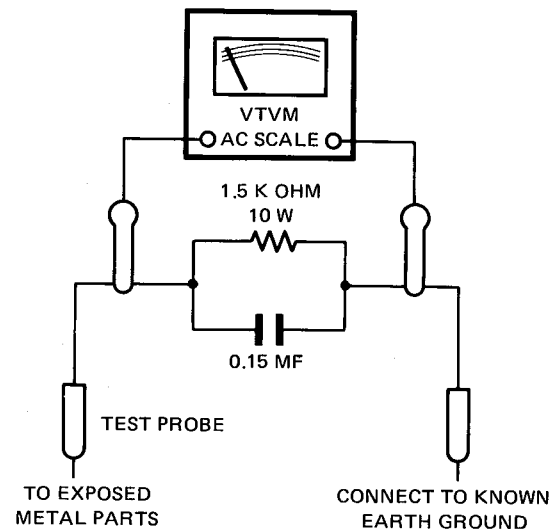 VTVM
AC SCALE
1.5 K OHM
10 W
0.15 MF
TEST PROBE
TO EXPOSED
METAL PARTS
CONNECT TO KNOWN
EARTH GROUND